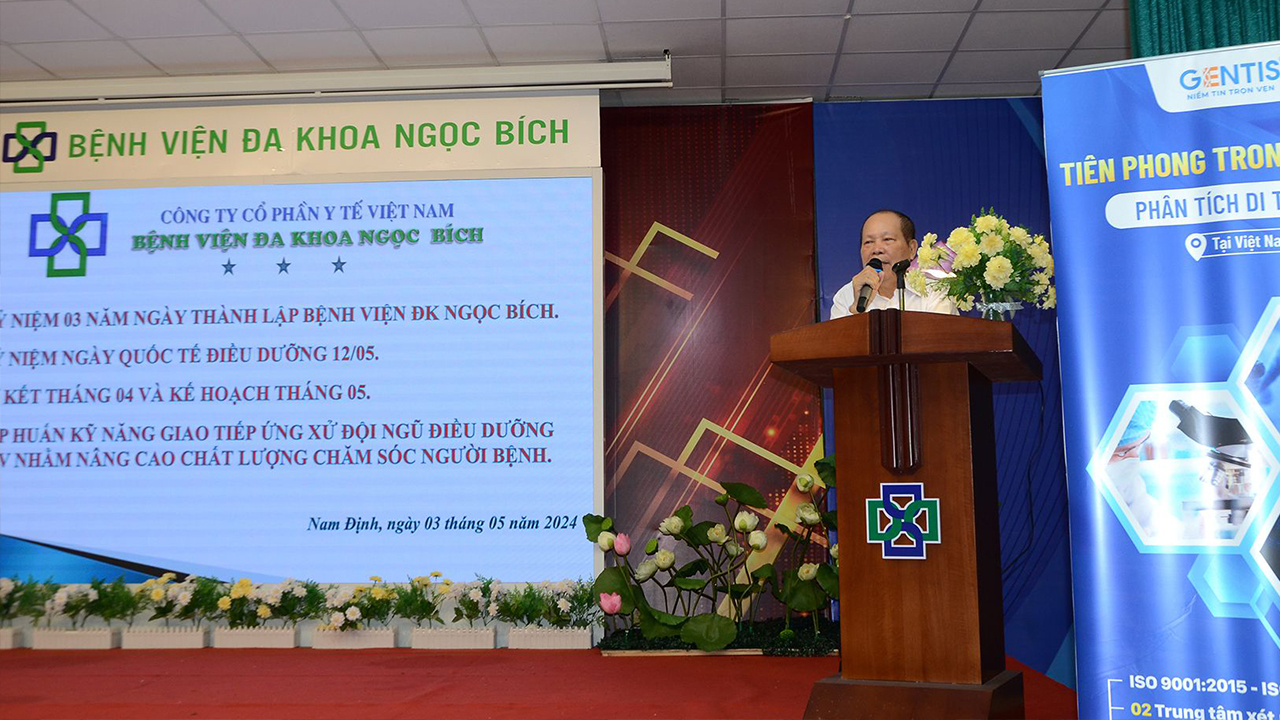 BỆNH VIỆN ĐA KHOA NGỌC BÍCH
CÔNG TY CỔ PHẦN Y TẾ VIỆT NAM
BỆNH VIỆN ĐA KHOA NGỌC BÍCH
NIỆM 03 NĂM NGÀY THÀNH LẬP BỆNH VIỆN ĐK NGỌC BÍCH.
NIỆM NGÀY QUỐC TẾ ĐIỀU DƯỠNG 12/05.
KẾT THÁNG 04 VÀ KẾ HOẠCH THÁNG 05.
HUẤN KỸ NĂNG GIAO TIẾP ỨNG XỬ ĐỘI NGŨ ĐIỀU DƯỠNG
V NHẰM NÂNG CAO CHẤT LƯỢNG CHĂM SÓC NGƯỜI BỆNH.
Nam Định, ngày 03 tháng 05 năm 2024
GENTIS
NIỀM TIN TRỌN VẸN
TIÊN PHONG TRON
PHÂN TÍCH DI T
Tại Việt Na
ISO 9001:2015 - IS
02 Trung tâm xét